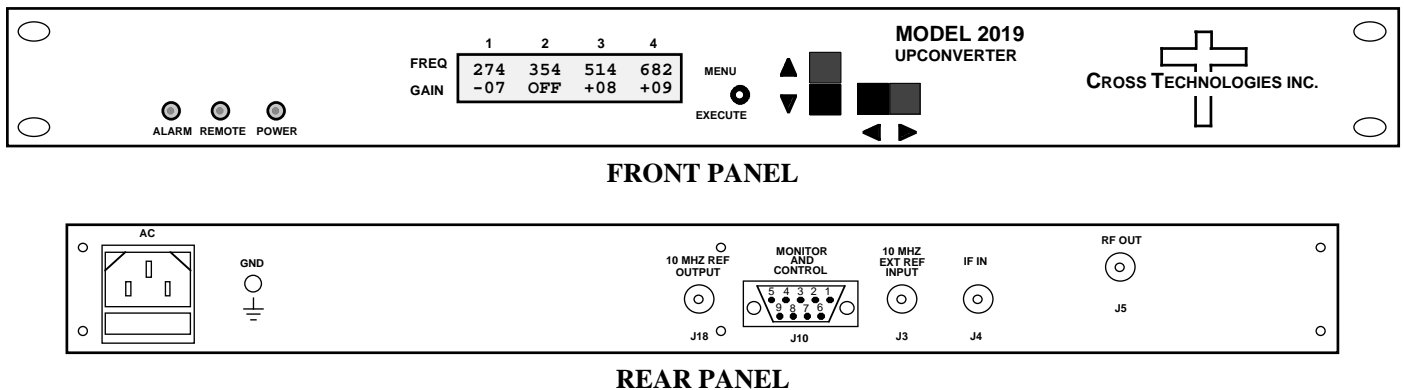 MODEL 2019
UPCONVERTER
1 2 3 4
FREQ 274 354 514 682
GAIN -07 OFF +08 +09
MENU
EXECUTE
CROSS TECHNOLOGIES INC.
ALARM REMOTE POWER
FRONT PANEL
AC
GND
10 MHZ REF
OUTPUT
J18
MONITOR
AND
CONTROL
5 4 3 2 1
9 8 7 6
J10
10 MHZ
EXT REF
INPUT
J3
IF IN
J4
RF OUT
J5
REAR PANEL